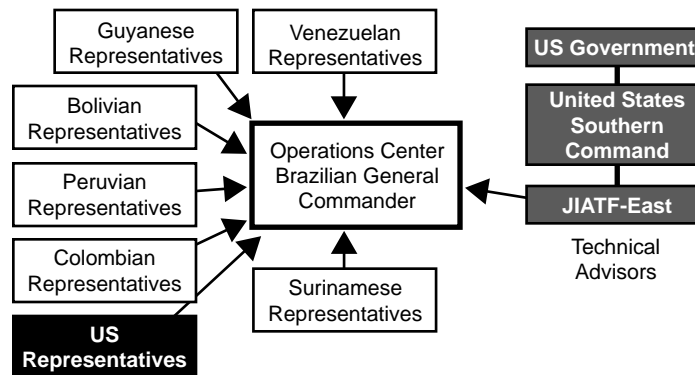 Guyanese
Representatives
Venezuelan
Representatives
US Government
Bolivian
Representatives
United States
Southern
Command
Operations Center
Brazilian General
Commander
Peruvian
Representatives
JIATF-East
Technical
Advisors
Colombian
Representatives
Surinamese
Representatives
US
Representatives